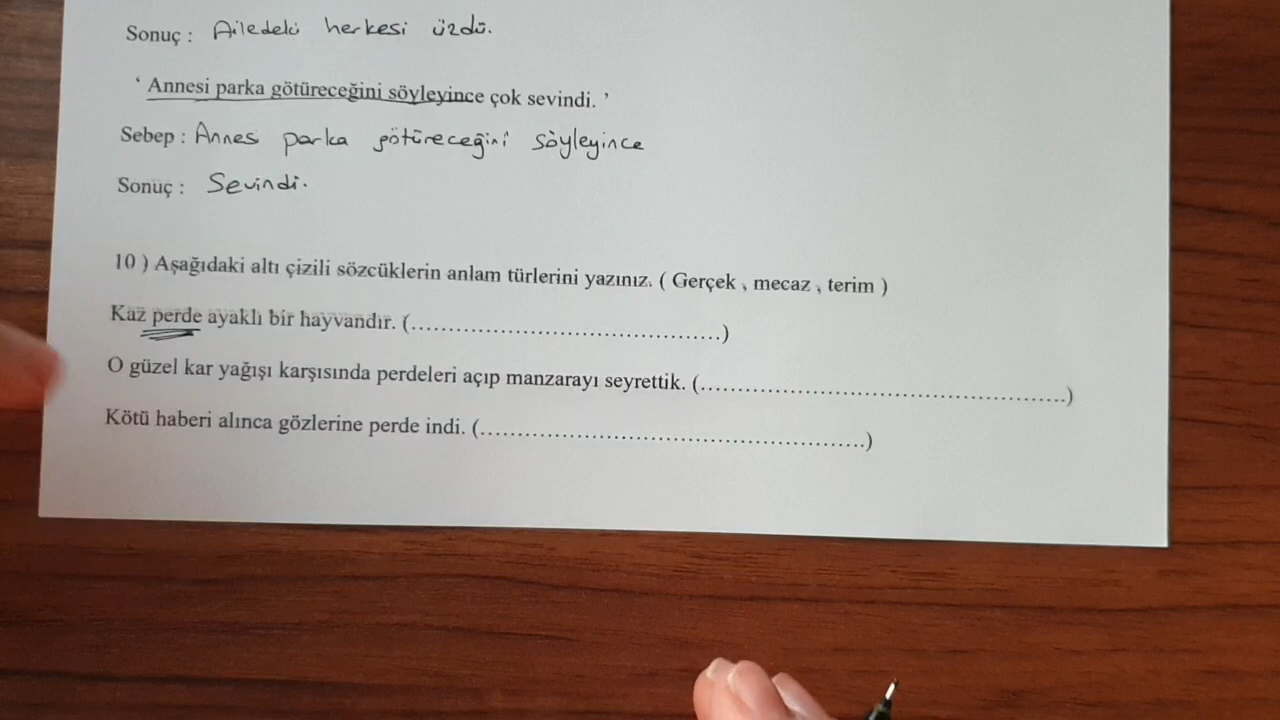 Sonuç : Ailedeki herkesi üzdü.
‘ Annesi parka götüreceğini söyleyince çok sevindi. ’
Sebep : Annesi parka götüreceğini söyleyince
Sonuç : Sevindi.
10 ) Aşağıdaki altı çizili sözcüklerin anlam türlerini yazınız. ( Gerçek , mecaz , terim )
Kaz perde ayaklı bir hayvandır. (..........................................)
O güzel kar yağışı karşısında perdeleri açıp manzarayı seyrettik. (..................................................)
Kötü haberi alınca gözlerine perde indi. (....................................................)